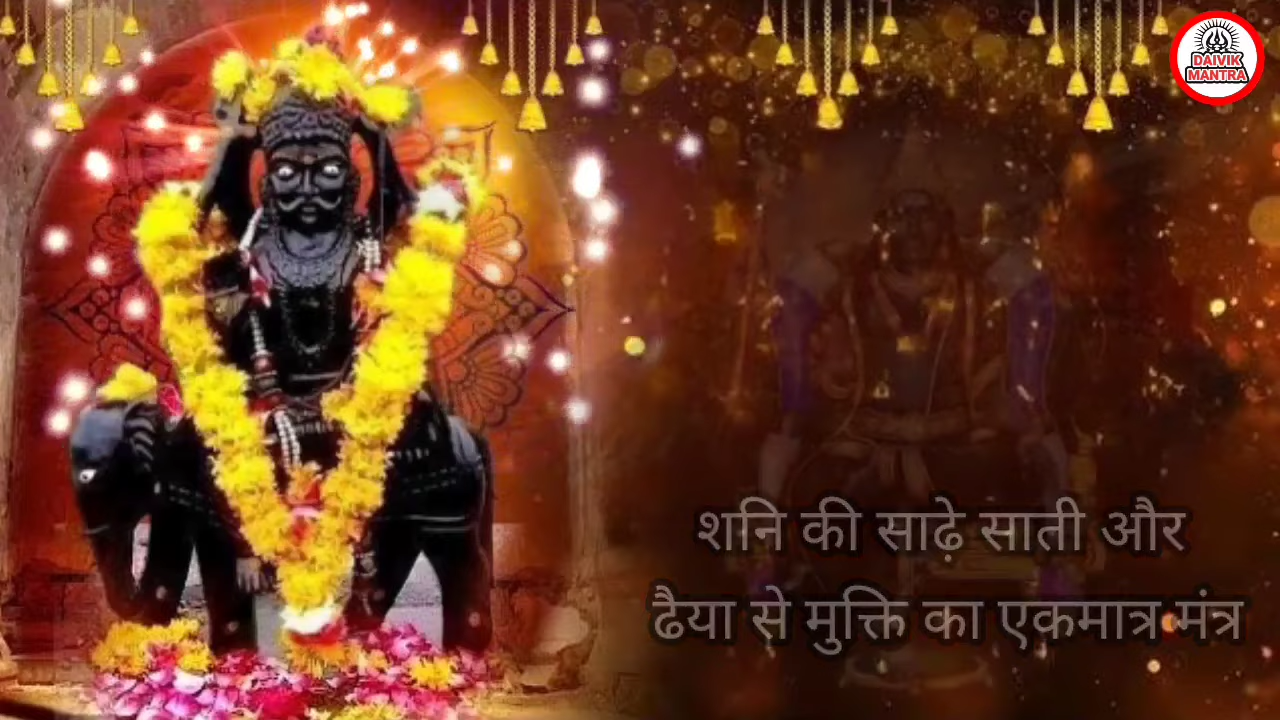 DAIVIK
MANTRA
शनि की साढ़े साती और
ढैया से मुक्ति का एकमात्र मंत्र